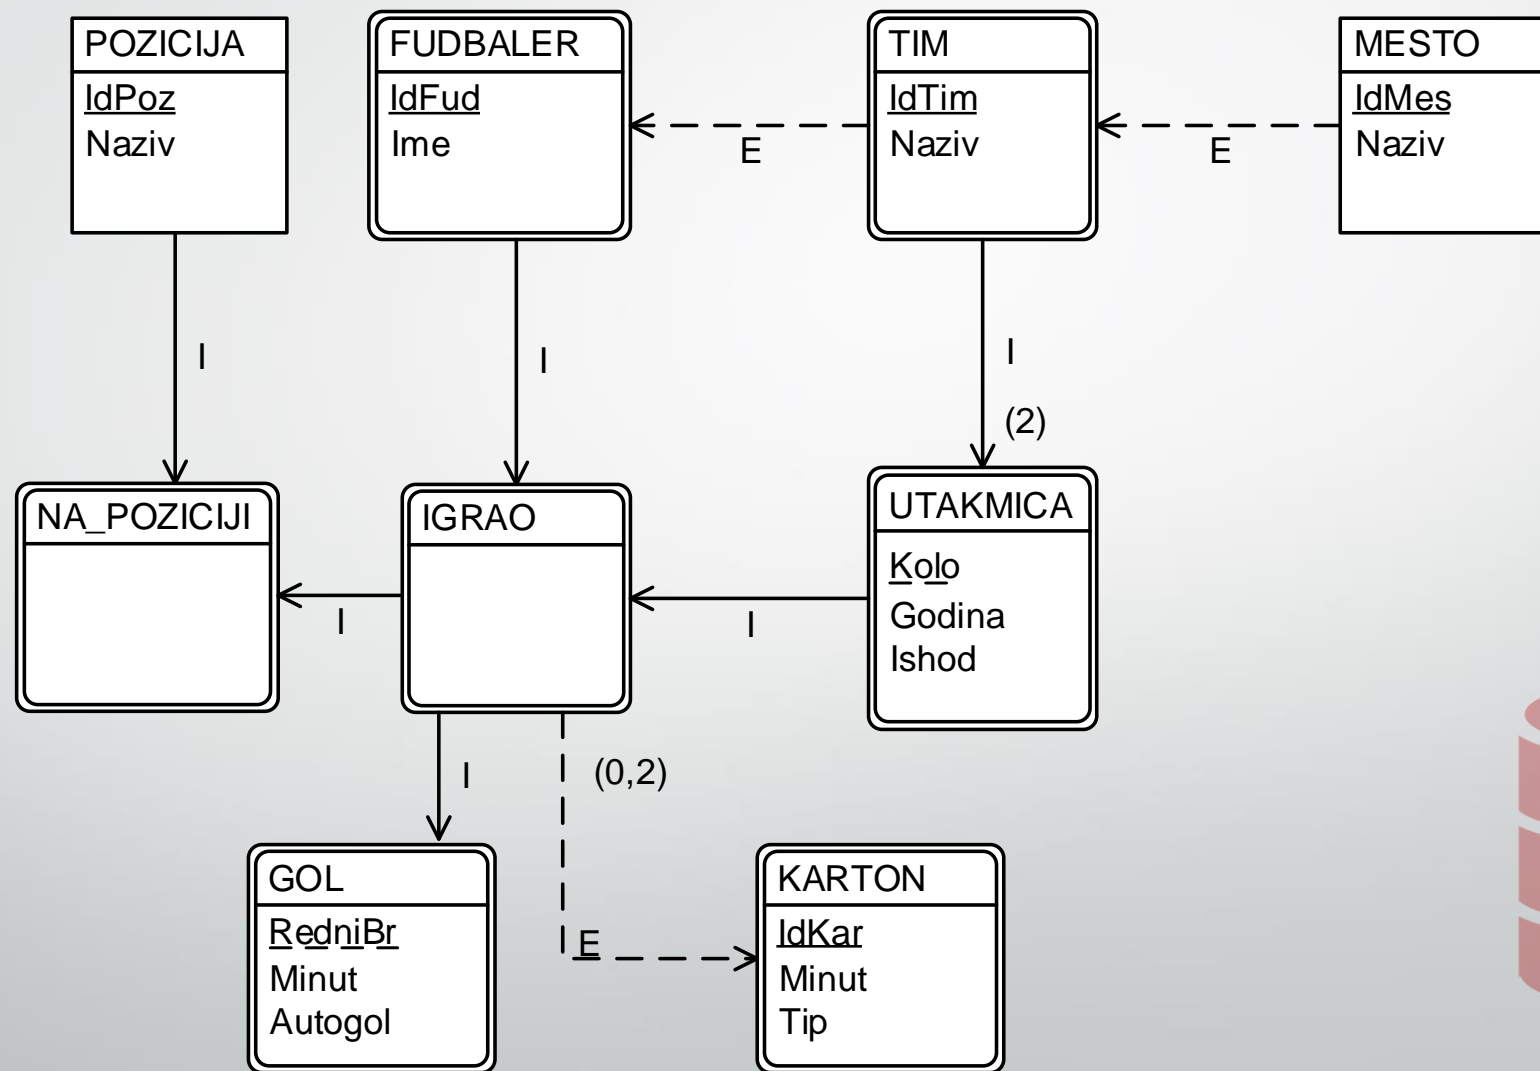 POZICIJA
IdPoz
Naziv
FUDBALER
IdFud
Ime
E
TIM
IdTim
Naziv
E
MESTO
IdMes
Naziv
I
I
I
(2)
NA_POZICIJI
I
IGRAO
I
UTAKMICA
Kolo
Godina
Ishod
I
(0,2)
GOL
RedniBr
Minut
Autogol
E
KARTON
IdKar
Minut
Tip